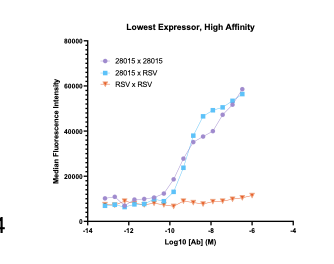 Lowest Expressor, High Affinity
80000
60000
40000
20000
0
Median Fluorescence Intensity
28015 x 28015
28015 x RSV
RSV x RSV
-14
-12
-10
-8
-6
-4
Log10 [Ab] (M)
4